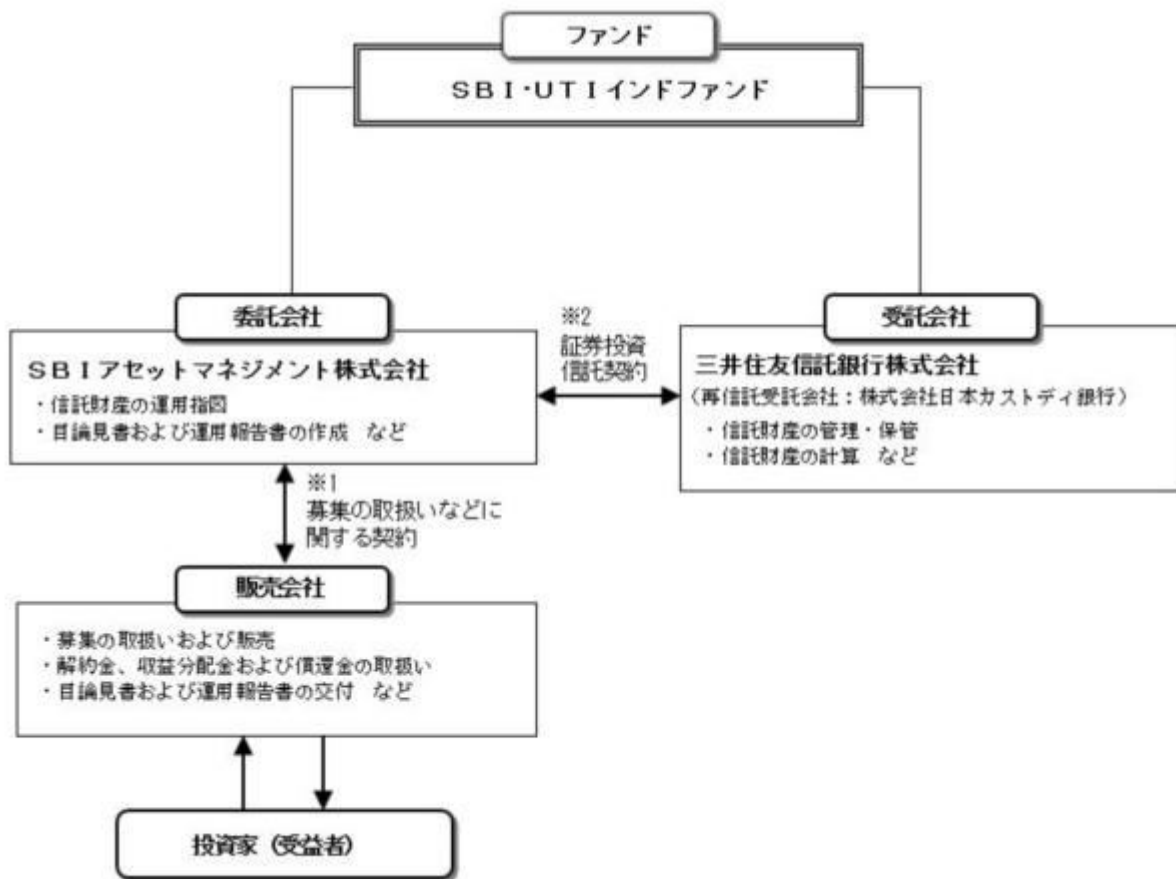 ファンド
SBI・UTIインドファンド
委託会社
SBIアセットマネジメント株式会社
・信託財産の運用指図
・目論見書および運用報告書の作成 など
※2
証券投資
信託契約
受託会社
三井住友信託銀行株式会社
(再信託受託会社:株式会社日本カストディ銀行)
・信託財産の管理・保管
・信託財産の計算 など
※1
募集の取扱いなどに
関する契約
販売会社
・募集の取扱いおよび販売
・解約金、収益分配金および償還金の取扱い
・目論見書および運用報告書の交付 など
投資家(受益者)